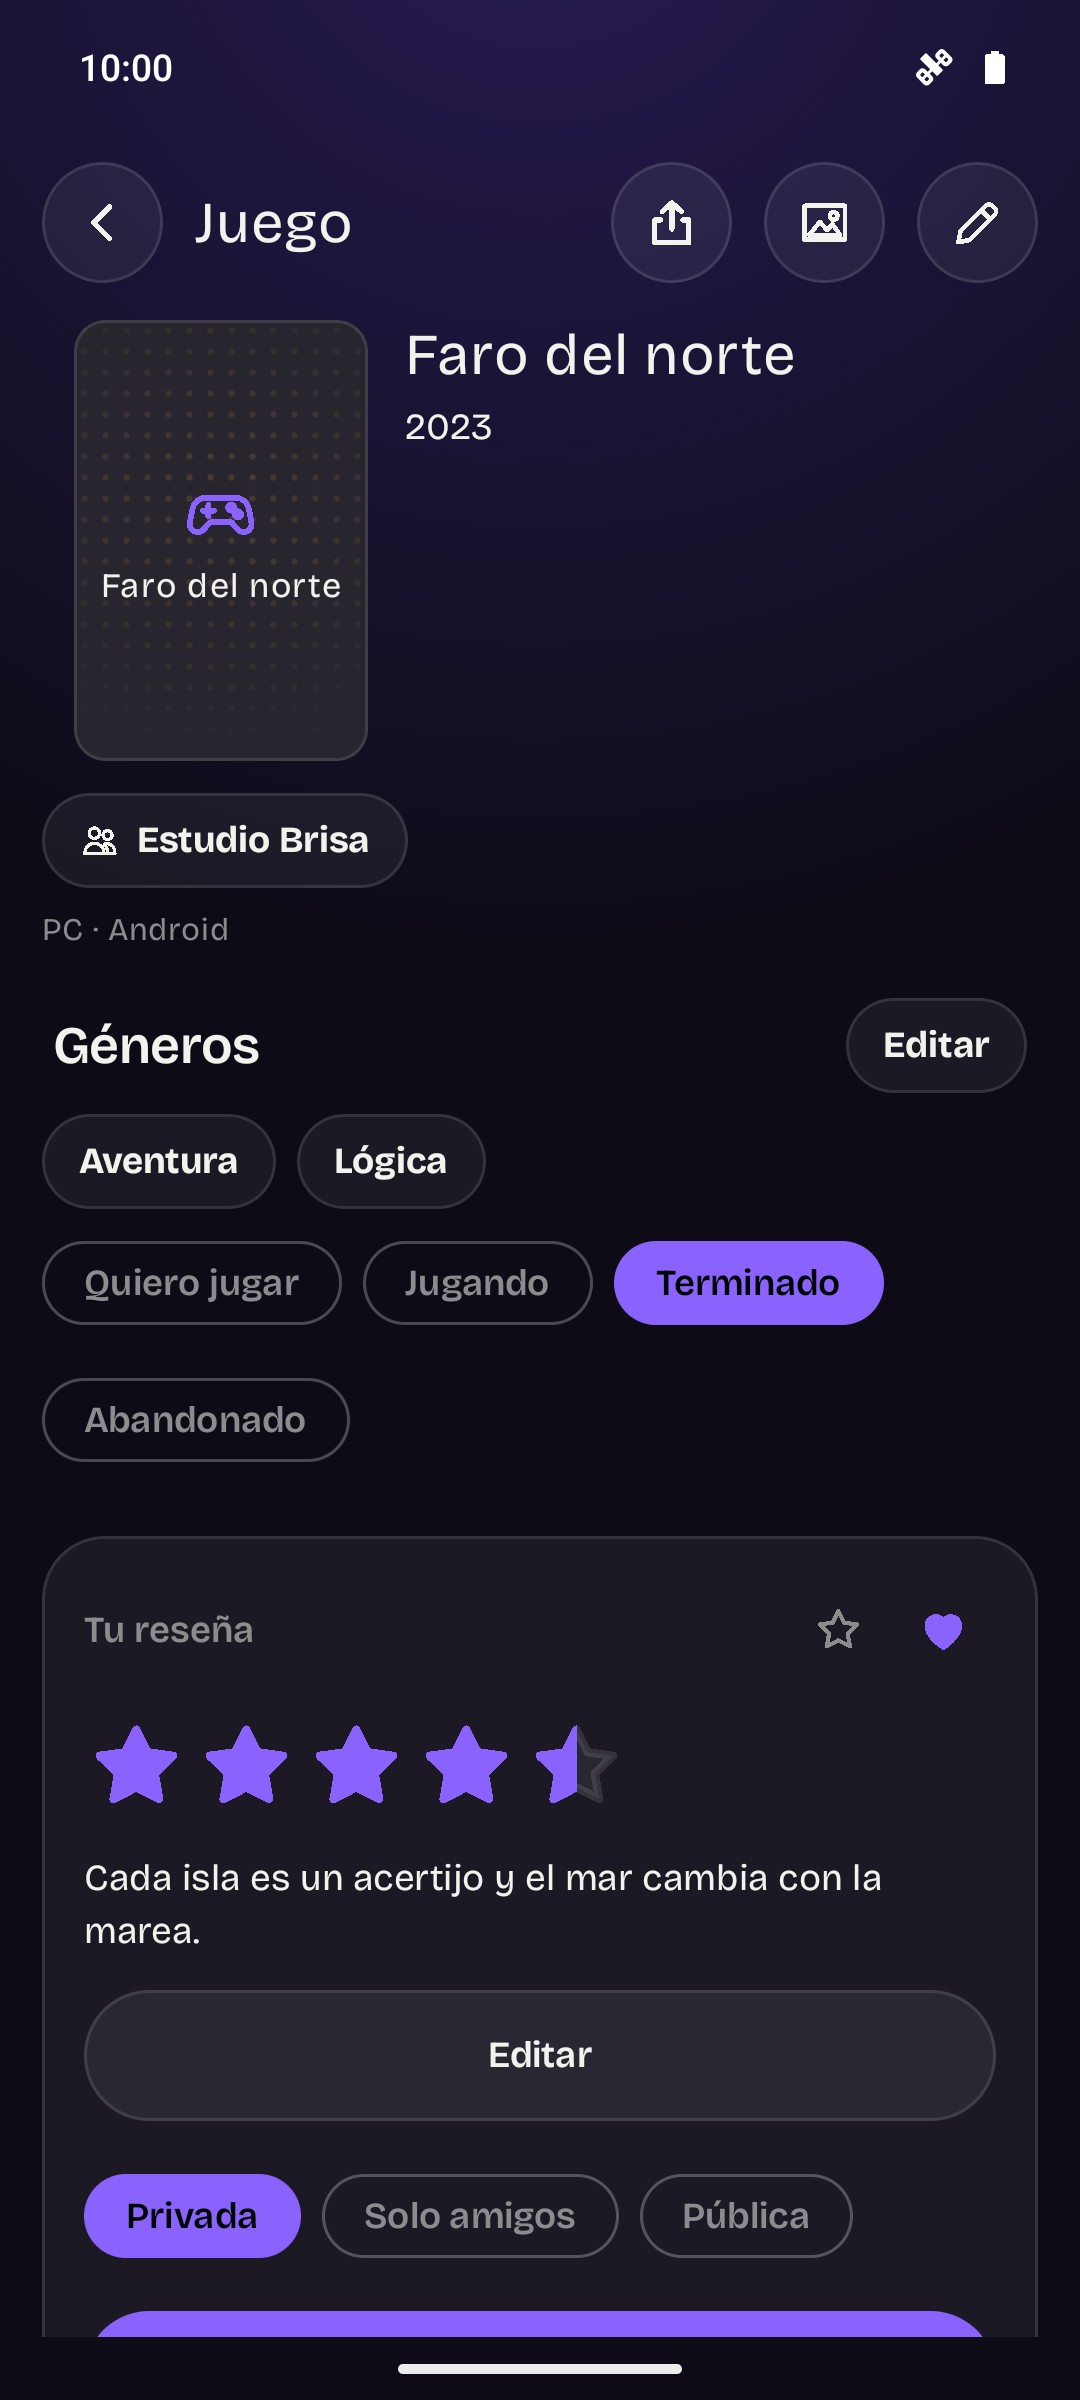 10:00
Juego
Faro del norte
2023
Faro del norte
Estudio Brisa
PC · Android
Géneros
Editar
Aventura
Lógica
Quiero jugar
Jugando
Terminado
Abandonado
Tu reseña
Cada isla es un acertijo y el mar cambia con la
marea.
Editar
Privada
Solo amigos
Pública